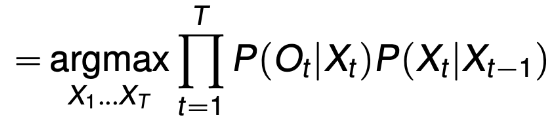 = argmax ∏ P(O_t|X_t)P(X_t|X_{t−1})
X_1...X_T t=1
T